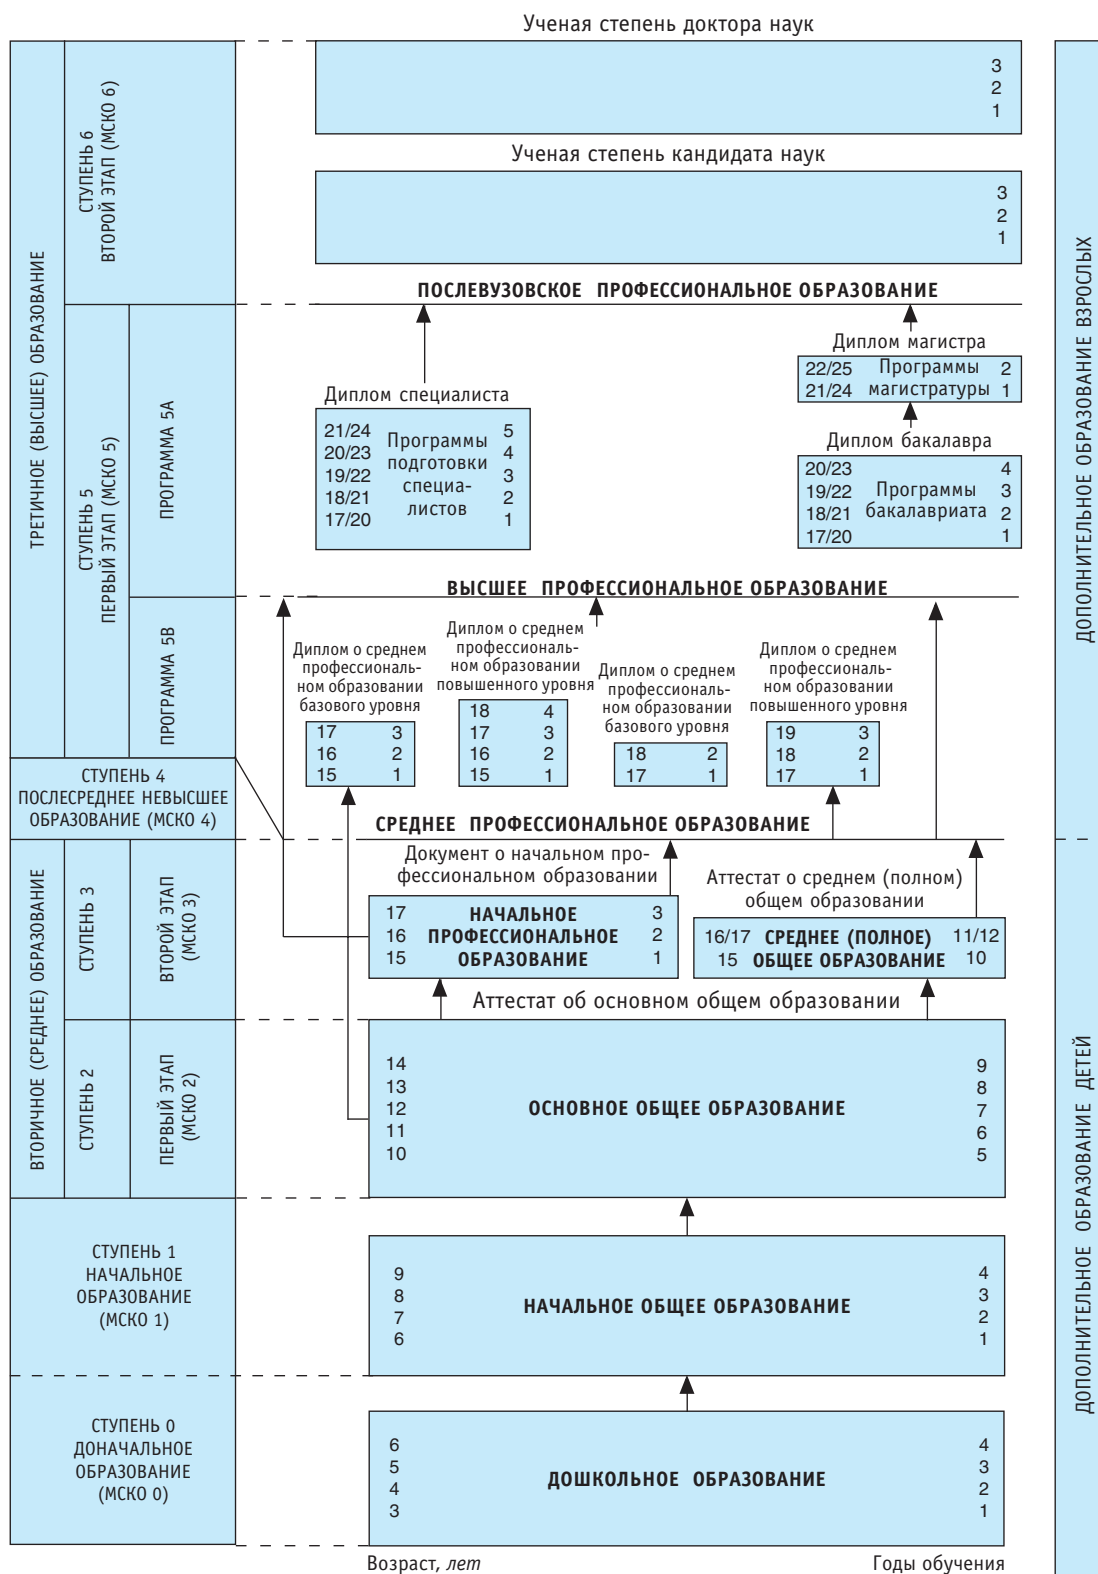 Ученая степень доктора наук
3
2
1
Ученая степень кандидата наук
3
2
1
ПОСЛЕВУЗОВСКОЕ ПРОФЕССИОНАЛЬНОЕ ОБРАЗОВАНИЕ
Диплом магистра
22/25 Программы 2
21/24 магистратуры 1
Диплом специалиста
21/24 Программы 5
20/23 подготовки 4
19/22 специа- 3
18/21 листов 2
17/20 1
Диплом бакалавра
20/23 4
19/22 Программы 3
18/21 бакалавриата 2
17/20 1
ВЫСШЕЕ ПРОФЕССИОНАЛЬНОЕ ОБРАЗОВАНИЕ
Диплом о среднем
профессиональ-
ном образовании
базового уровня
17 3
16 2
15 1
Диплом о среднем
профессиональ-
ном образовании
повышенного уровня
18 4
17 3
16 2
15 1
Диплом о среднем
профессиональ-
ном образовании
базового уровня
18 2
17 1
Диплом о среднем
профессиональ-
ном образовании
повышенного уровня
19 3
18 2
17 1
СРЕДНЕЕ ПРОФЕССИОНАЛЬНОЕ ОБРАЗОВАНИЕ
Документ о начальном про-
фессиональном образовании
17 НАЧАЛЬНОЕ 3
16 ПРОФЕССИОНАЛЬНОЕ 2
15 ОБРАЗОВАНИЕ 1
Аттестат о среднем (полном)
общем образовании
16/17 СРЕДНЕЕ (ПОЛНОЕ) 11/12
15 ОБЩЕЕ ОБРАЗОВАНИЕ 10
Аттестат об основном общем образовании
14 9
13 8
12 ОСНОВНОЕ ОБЩЕЕ ОБРАЗОВАНИЕ 7
11 6
10 5
9 4
8 НАЧАЛЬНОЕ ОБЩЕЕ ОБРАЗОВАНИЕ 3
7 2
6 1
6 4
5 ДОШКОЛЬНОЕ ОБРАЗОВАНИЕ 3
4 2
3 1
Возраст, лет Годы обучения
ТРЕТИЧНОЕ (ВЫСШЕЕ) ОБРАЗОВАНИЕ
СТУПЕНЬ 6
ВТОРОЙ ЭТАП (МСКО 6)
СТУПЕНЬ 5
ПЕРВЫЙ ЭТАП (МСКО 5)
ПРОГРАММА 5А
ПРОГРАММА 5В
СТУПЕНЬ 4
ПОСЛЕСРЕДНЕЕ НЕВЫСШЕЕ
ОБРАЗОВАНИЕ (МСКО 4)
ВТОРИЧНОЕ (СРЕДНЕЕ) ОБРАЗОВАНИЕ
СТУПЕНЬ 3
ВТОРОЙ ЭТАП
(МСКО 3)
СТУПЕНЬ 2
ПЕРВЫЙ ЭТАП
(МСКО 2)
СТУПЕНЬ 1
НАЧАЛЬНОЕ
ОБРАЗОВАНИЕ
(МСКО 1)
СТУПЕНЬ 0
ДОНАЧАЛЬНОЕ
ОБРАЗОВАНИЕ
(МСКО 0)
ДОПОЛНИТЕЛЬНОЕ ОБРАЗОВАНИЕ ВЗРОСЛЫХ
ДОПОЛНИТЕЛЬНОЕ ОБРАЗОВАНИЕ ДЕТЕЙ